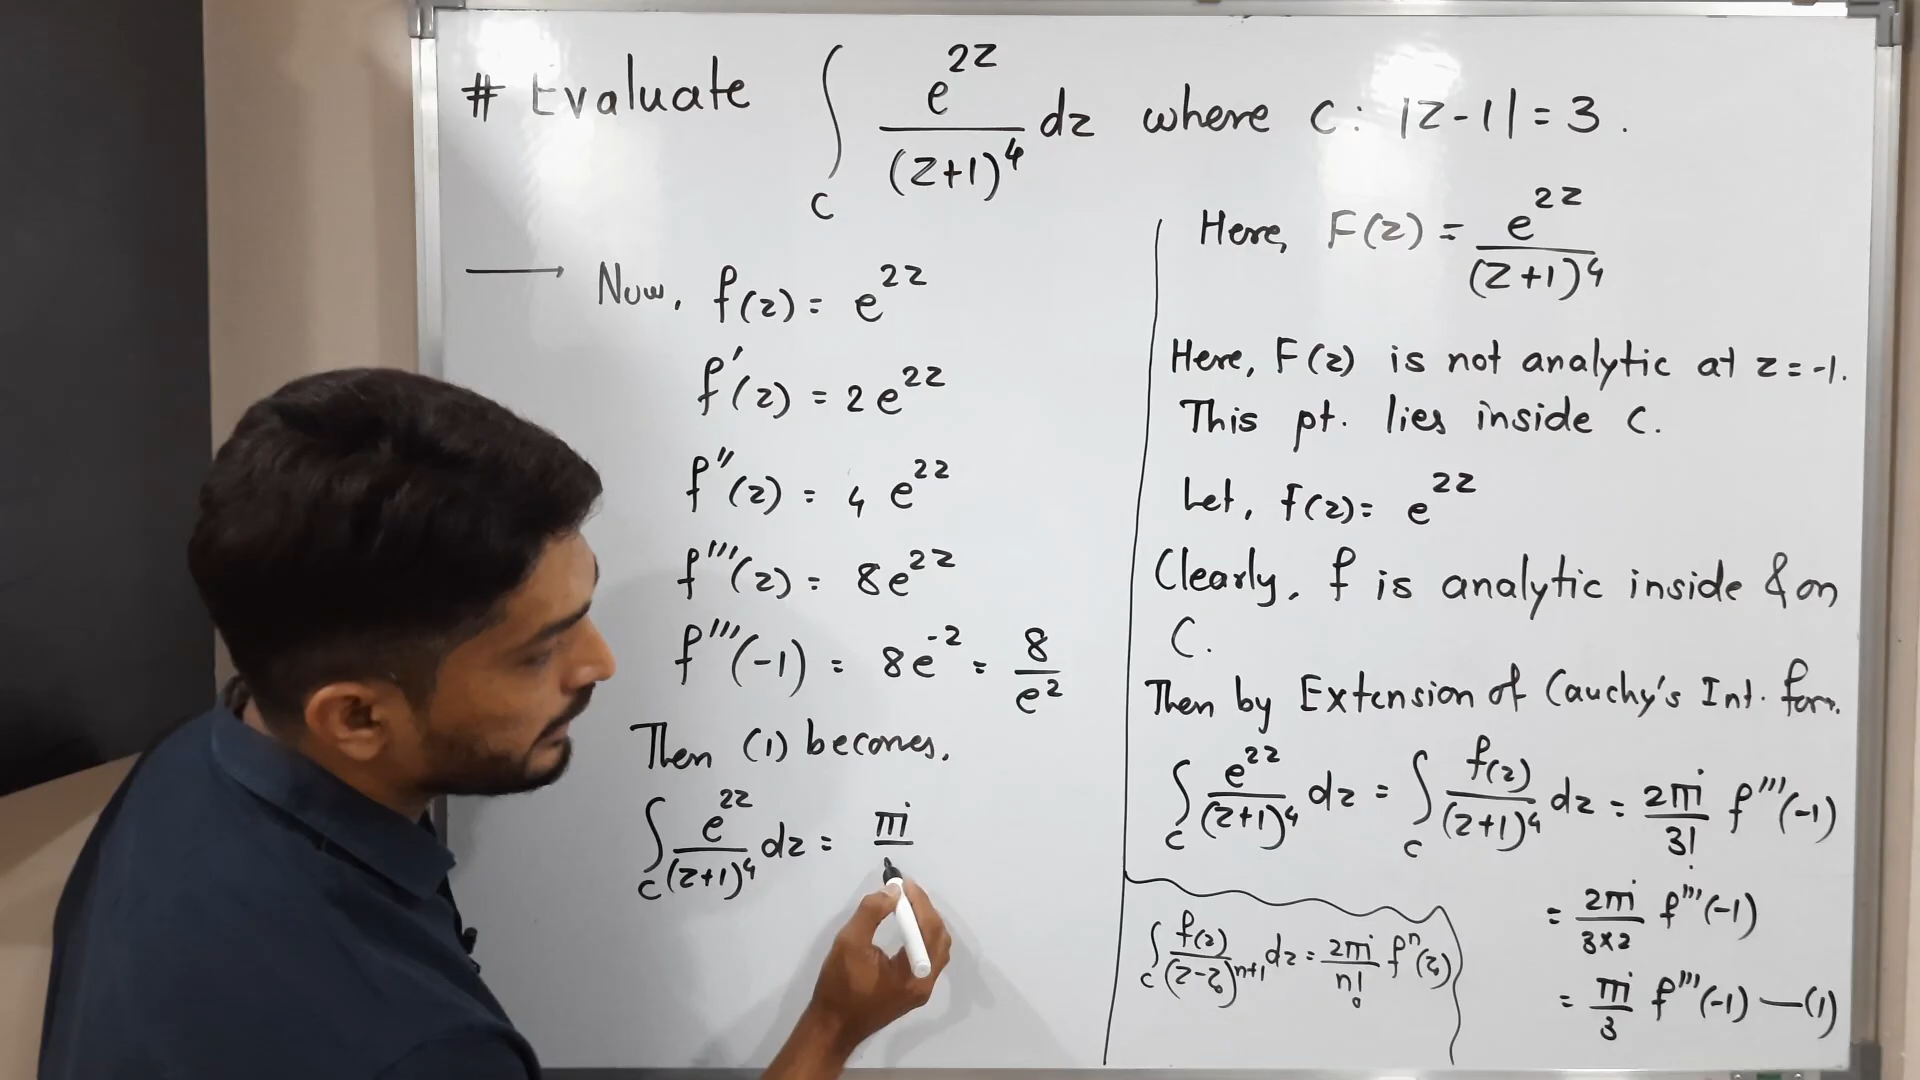 # Evaluate ∫_C e^{2z}/(z+1)^4 dz where C: |z-1| = 3.
Here, F(z) = e^{2z}/(z+1)^4
Here, F(z) is not analytic at z = -1.
This pt. lies inside C.
Let, f(z) = e^{2z}
Clearly, f is analytic inside & on
C.
Then by Extension of Cauchy's Int. form.
∫_C e^{2z}/(z+1)^4 dz = ∫_C f(z)/(z+1)^4 dz = 2πi/3! f'''(-1)
= 2πi/3×2 f'''(-1)
= πi/3 f'''(-1) —(1)
∫_C f(z)/(z-z₀)^{n+1} dz = 2πi/n! f^n(z₀)
→ Now, f(z) = e^{2z}
f'(z) = 2e^{2z}
f''(z) = 4 e^{2z}
f'''(z) = 8e^{2z}
f'''(-1) = 8e^{-2} = 8/e^2
Then (1) becomes,
∫_C e^{2z}/(z+1)^4 dz = πi/